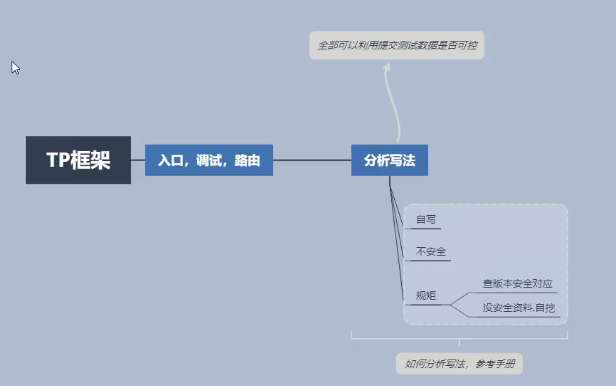 全部可以利用提交测试数据是否可控
TP框架
入口，调试，路由
分析写法
自写
不安全
规矩
查版本安全对应
没安全资料,自挖
如何分析写法，参考手册